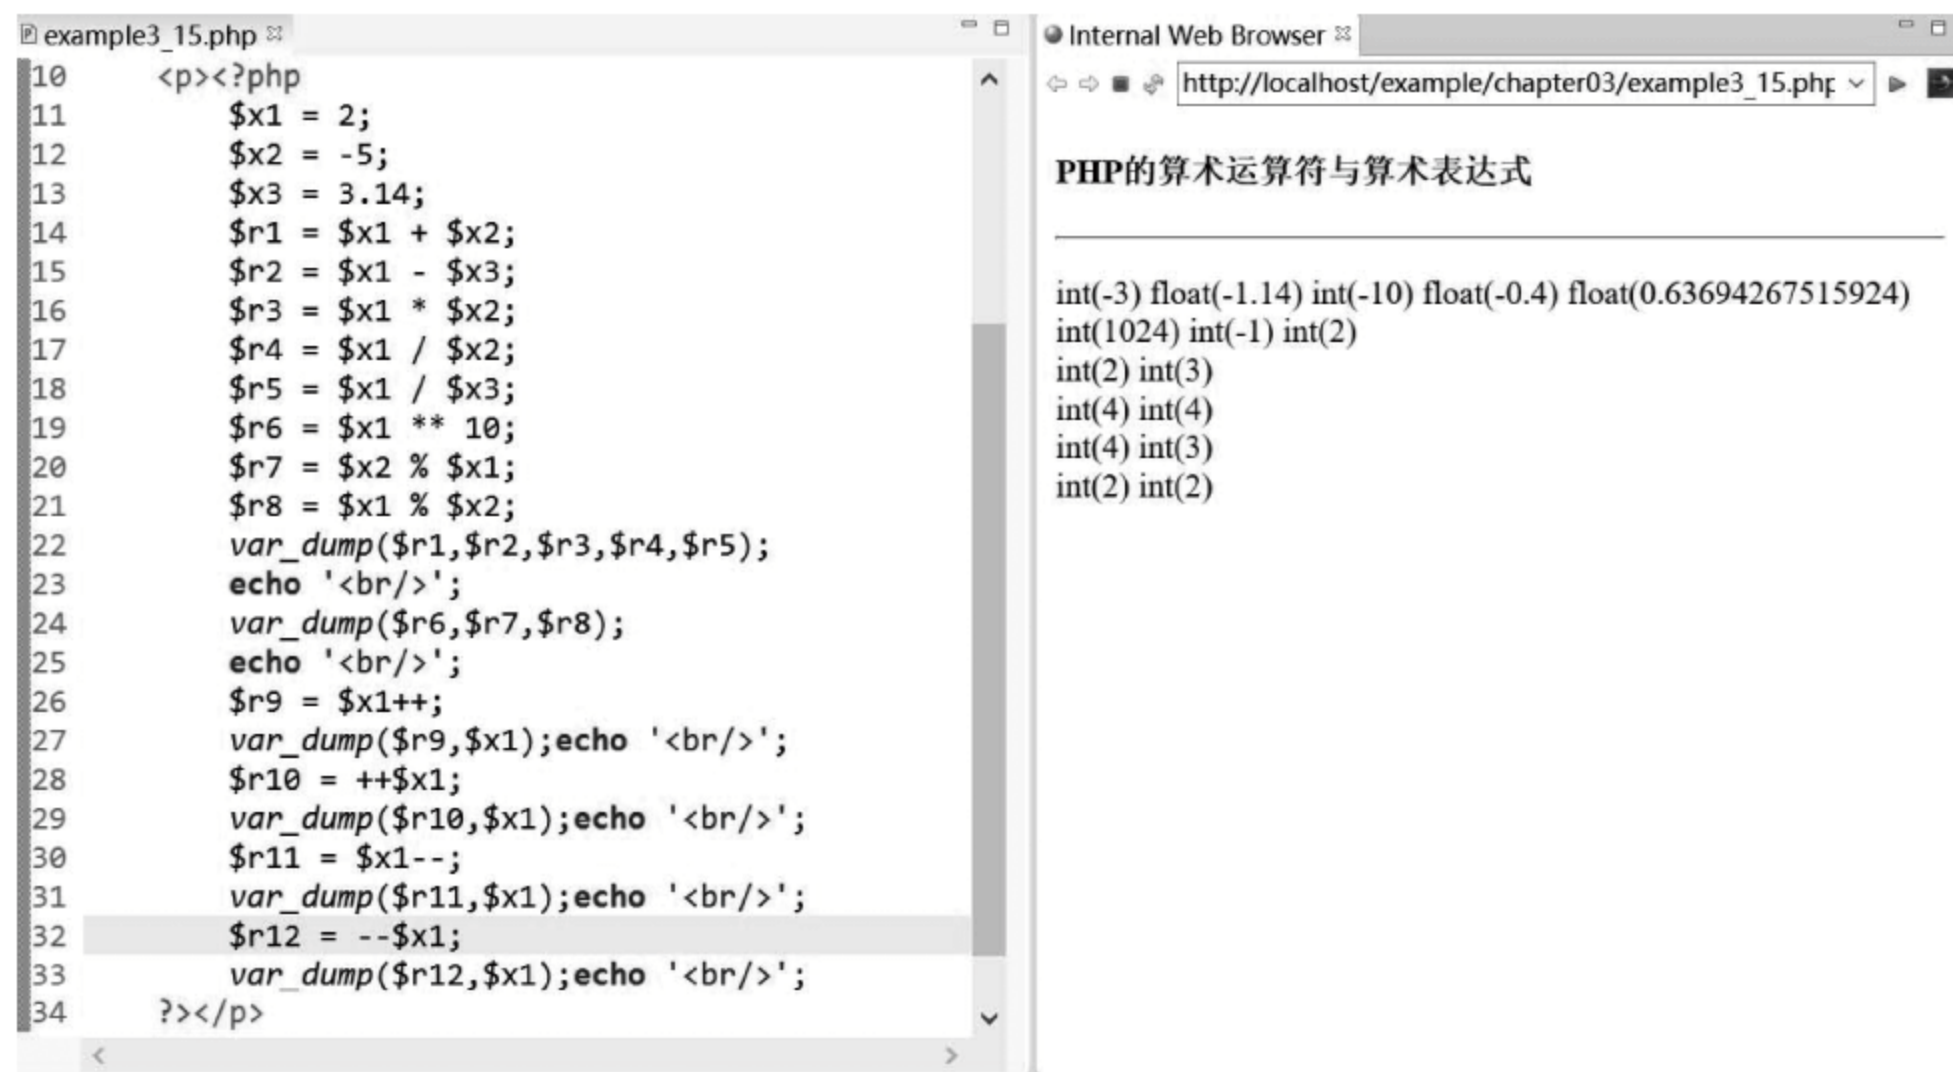 example3_15.php
10 <p><?php
11 $x1 = 2;
12 $x2 = -5;
13 $x3 = 3.14;
14 $r1 = $x1 + $x2;
15 $r2 = $x1 - $x3;
16 $r3 = $x1 * $x2;
17 $r4 = $x1 / $x2;
18 $r5 = $x1 / $x3;
19 $r6 = $x1 ** 10;
20 $r7 = $x2 % $x1;
21 $r8 = $x1 % $x2;
22 var_dump($r1,$r2,$r3,$r4,$r5);
23 echo '<br/>';
24 var_dump($r6,$r7,$r8);
25 echo '<br/>';
26 $r9 = $x1++;
27 var_dump($r9,$x1);echo '<br/>';
28 $r10 = ++$x1;
29 var_dump($r10,$x1);echo '<br/>';
30 $r11 = $x1--;
31 var_dump($r11,$x1);echo '<br/>';
32 $r12 = --$x1;
33 var_dump($r12,$x1);echo '<br/>';
34 ?></p>
Internal Web Browser
http://localhost/example/chapter03/example3_15.php
PHP的算术运算符与算术表达式
int(-3) float(-1.14) int(-10) float(-0.4) float(0.63694267515924)
int(1024) int(-1) int(2)
int(2) int(3)
int(4) int(4)
int(4) int(3)
int(2) int(2)